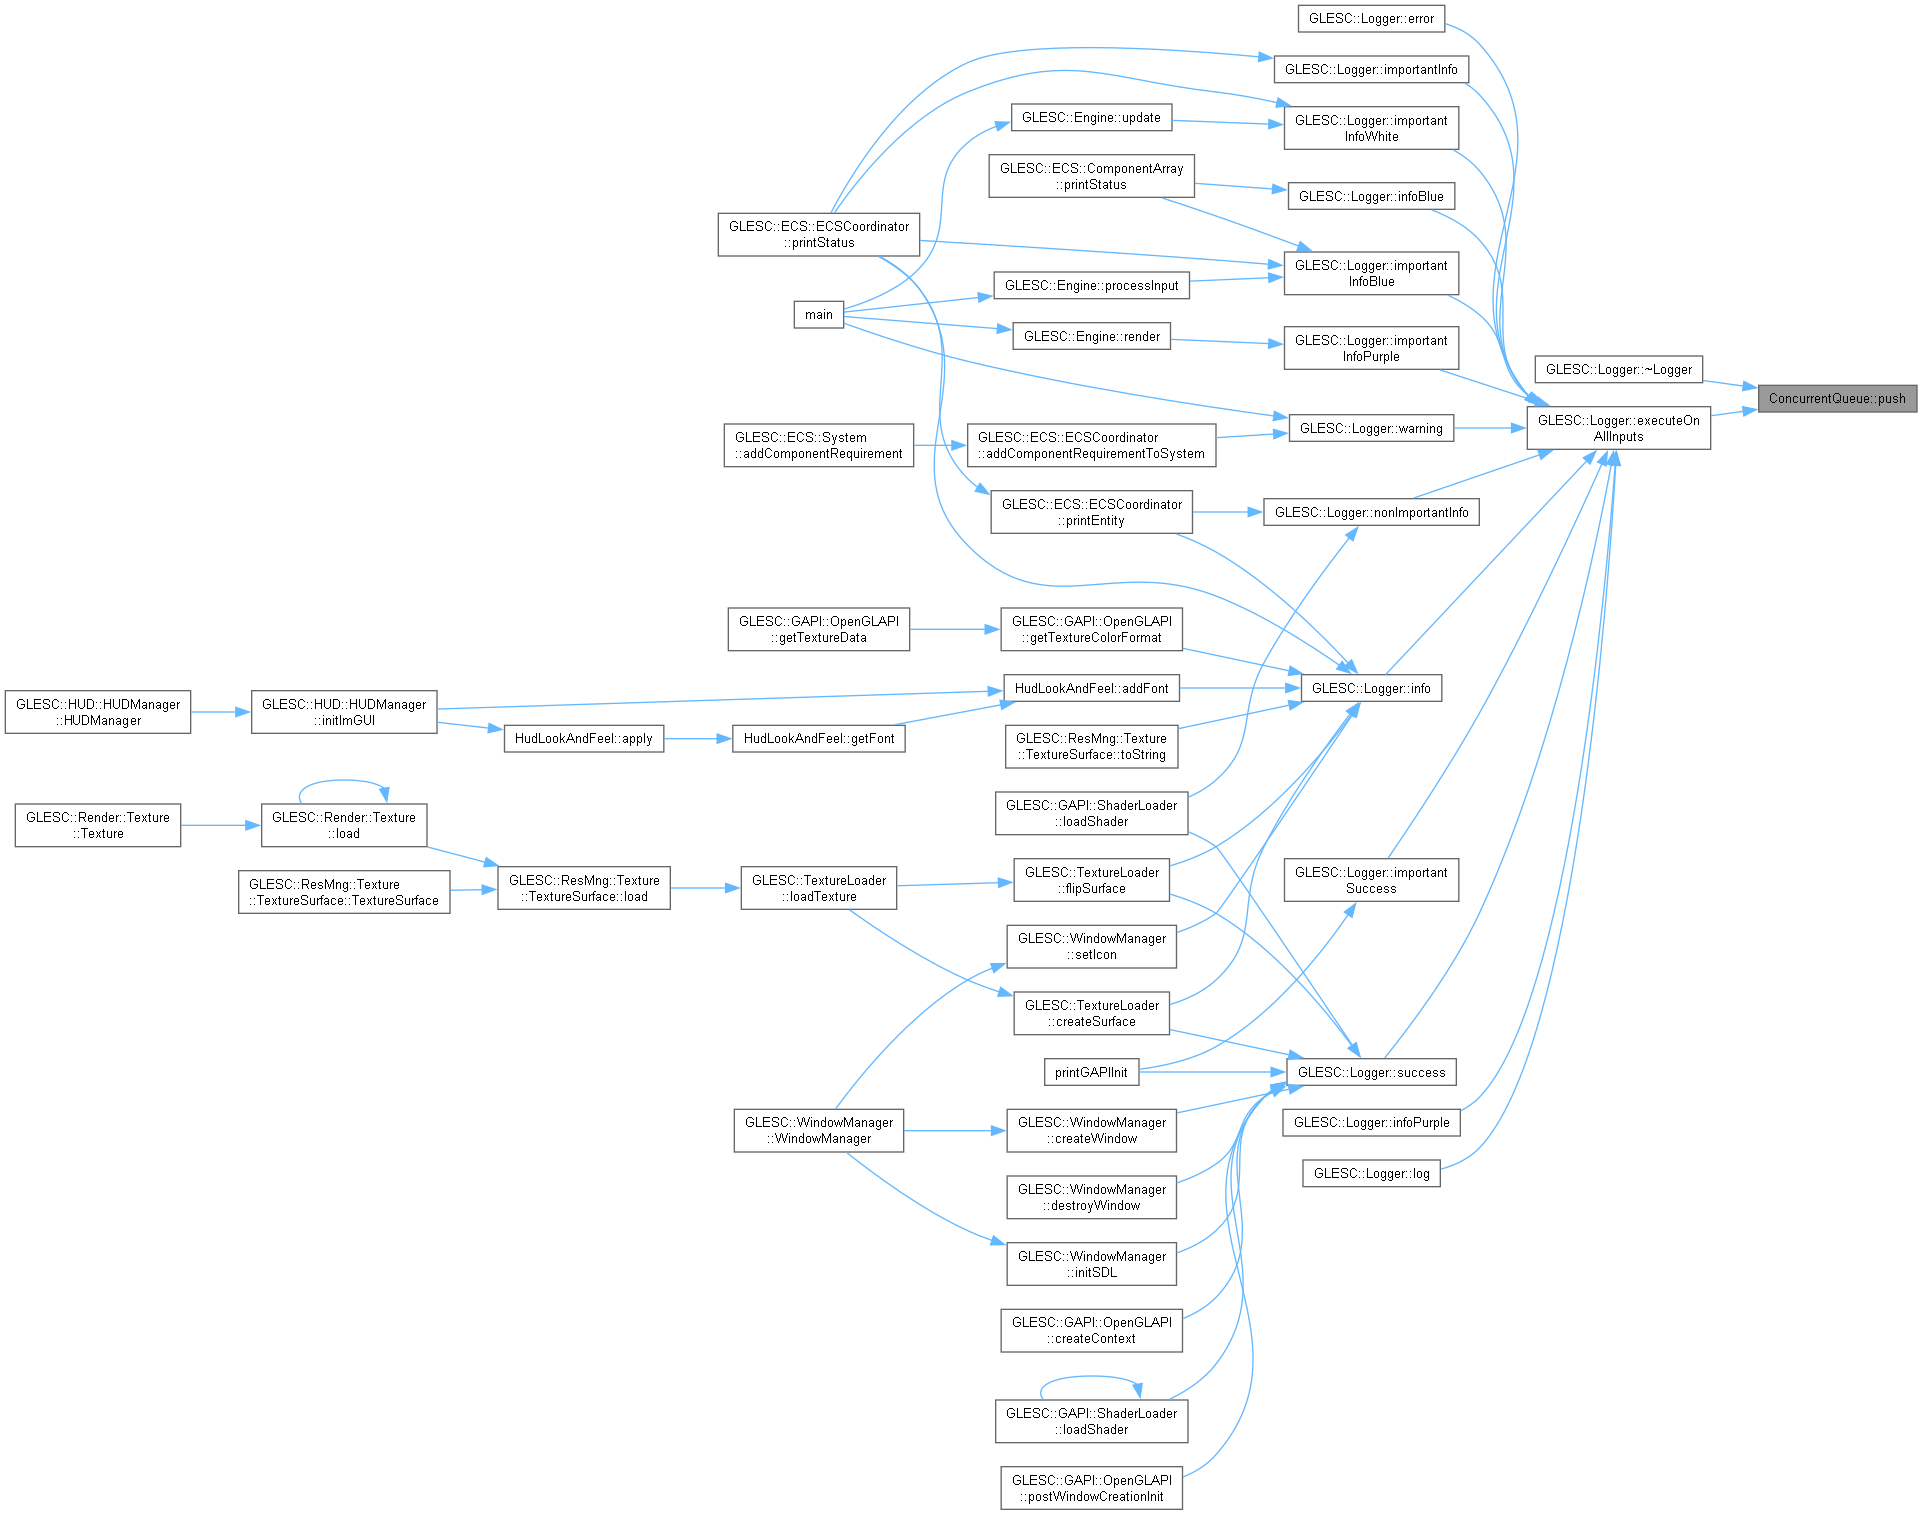 GLESC::Logger::error
GLESC::Logger::importantInfo
GLESC::Engine::update
GLESC::Logger::important
InfoWhite
GLESC::ECS::ComponentArray
::printStatus
GLESC::Logger::infoBlue
GLESC::ECS::ECSCoordinator
::printStatus
GLESC::Logger::important
InfoBlue
GLESC::Engine::processInput
main
GLESC::Engine::render
GLESC::Logger::important
InfoPurple
GLESC::Logger::~Logger
ConcurrentQueue::push
GLESC::Logger::executeOn
AllInputs
GLESC::Logger::warning
GLESC::ECS::System
::addComponentRequirement
GLESC::ECS::ECSCoordinator
::addComponentRequirementToSystem
GLESC::ECS::ECSCoordinator
::printEntity
GLESC::Logger::nonImportantInfo
GLESC::GAPI::OpenGLAPI
::getTextureData
GLESC::GAPI::OpenGLAPI
::getTextureColorFormat
GLESC::HUD::HUDManager
::HUDManager
GLESC::HUD::HUDManager
::initImGUI
HudLookAndFeel::addFont
GLESC::Logger::info
HudLookAndFeel::apply
HudLookAndFeel::getFont
GLESC::ResMng::Texture
::TextureSurface::toString
GLESC::GAPI::ShaderLoader
::loadShader
GLESC::Render::Texture
::Texture
GLESC::Render::Texture
::load
GLESC::ResMng::Texture
::TextureSurface::TextureSurface
GLESC::ResMng::Texture
::TextureSurface::load
GLESC::TextureLoader
::loadTexture
GLESC::TextureLoader
::flipSurface
GLESC::Logger::important
Success
GLESC::WindowManager
::setIcon
GLESC::TextureLoader
::createSurface
printGAPIInit
GLESC::Logger::success
GLESC::WindowManager
::WindowManager
GLESC::WindowManager
::createWindow
GLESC::Logger::infoPurple
GLESC::Logger::log
GLESC::WindowManager
::destroyWindow
GLESC::WindowManager
::initSDL
GLESC::GAPI::OpenGLAPI
::createContext
GLESC::GAPI::ShaderLoader
::loadShader
GLESC::GAPI::OpenGLAPI
::postWindowCreationInit